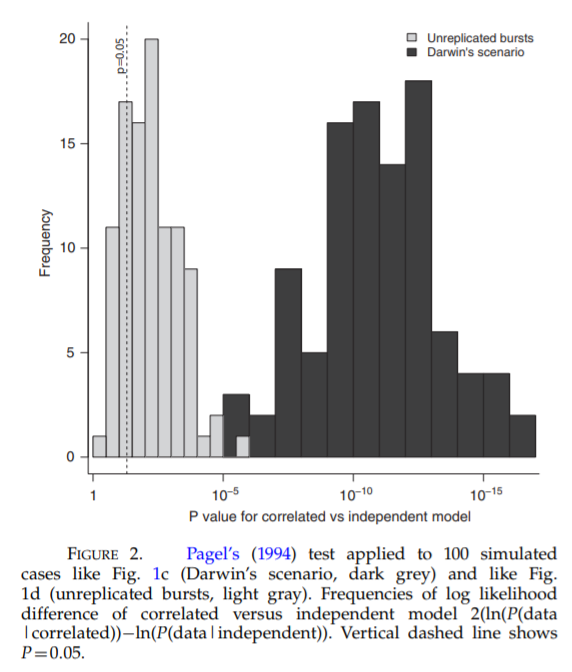 20
15
10
5
0
Frequency
p=0.05
Unreplicated bursts
Darwin's scenario
1
10⁻⁵
10⁻¹⁰
10⁻¹⁵
P value for correlated vs independent model
FIGURE 2. Pagel's (1994) test applied to 100 simulated
cases like Fig. 1c (Darwin's scenario, dark grey) and like Fig.
1d (unreplicated bursts, light gray). Frequencies of log likelihood
difference of correlated versus independent model 2(ln(P(data
| correlated))−ln(P(data | independent)). Vertical dashed line shows
P=0.05.